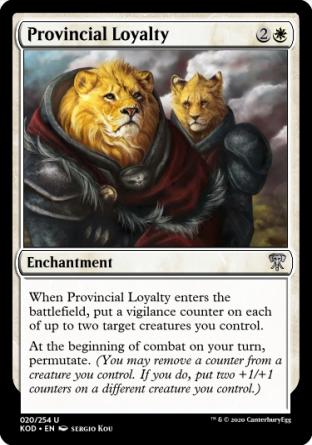 Provincial Loyalty 2
Enchantment
When Provincial Loyalty enters the
battlefield, put a vigilance counter on each
of up to two target creatures you control.
At the beginning of combat on your turn,
permutate. (You may remove a counter from a
creature you control. If you do, put two +1/+1
counters on a different creature you control.)
020/254 U
KOD • EN SERGIO KOU
™ & © 2020 CanterburyEgg